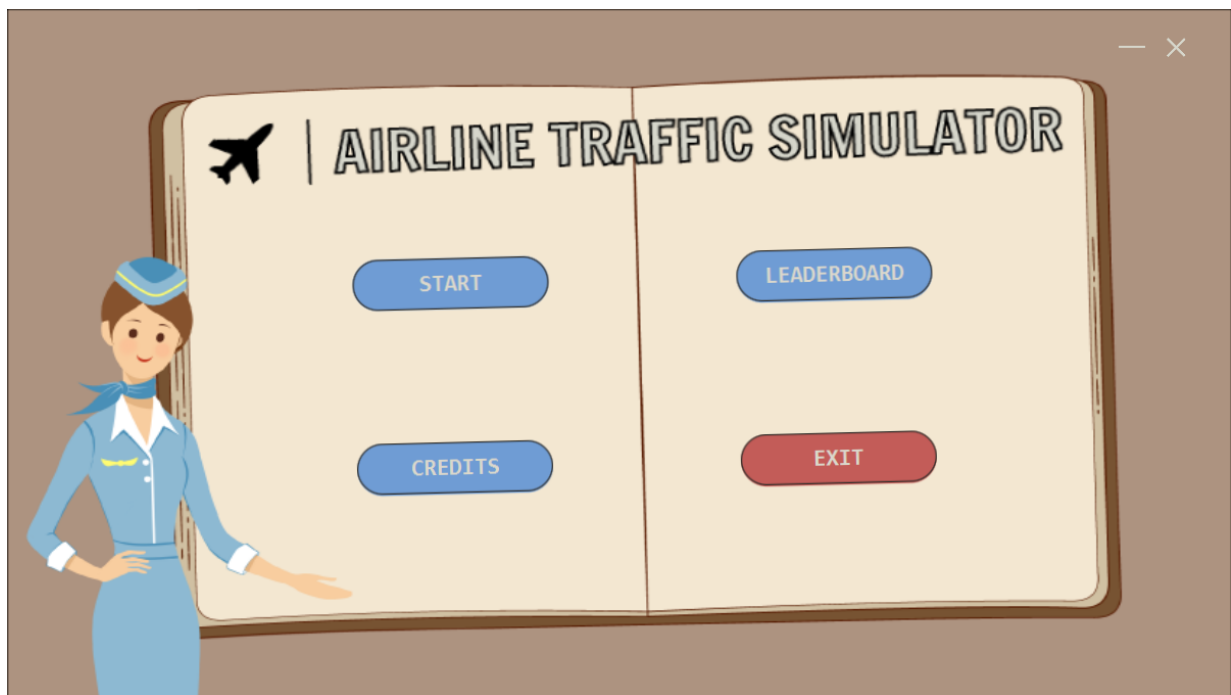 AIRLINE TRAFFIC SIMULATOR
START
LEADERBOARD
CREDITS
EXIT